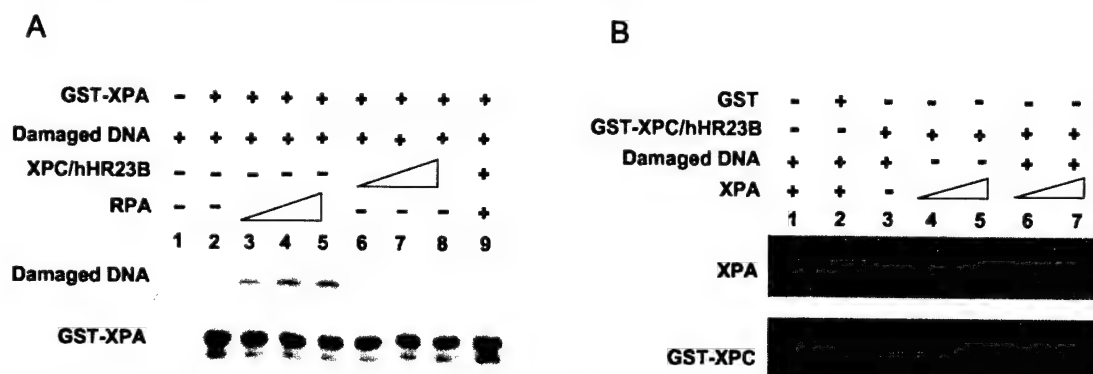 A
GST-XPA - + + + + + + + +
Damaged DNA + + + + + + + + +
XPC/hHR23B - - - - - +
RPA - - - - - +
1 2 3 4 5 6 7 8 9
Damaged DNA
GST-XPA
B
GST - + - - - - -
GST-XPC/hHR23B - - + + + + +
Damaged DNA + + + - - + +
XPA + + -
1 2 3 4 5 6 7
XPA
GST-XPC